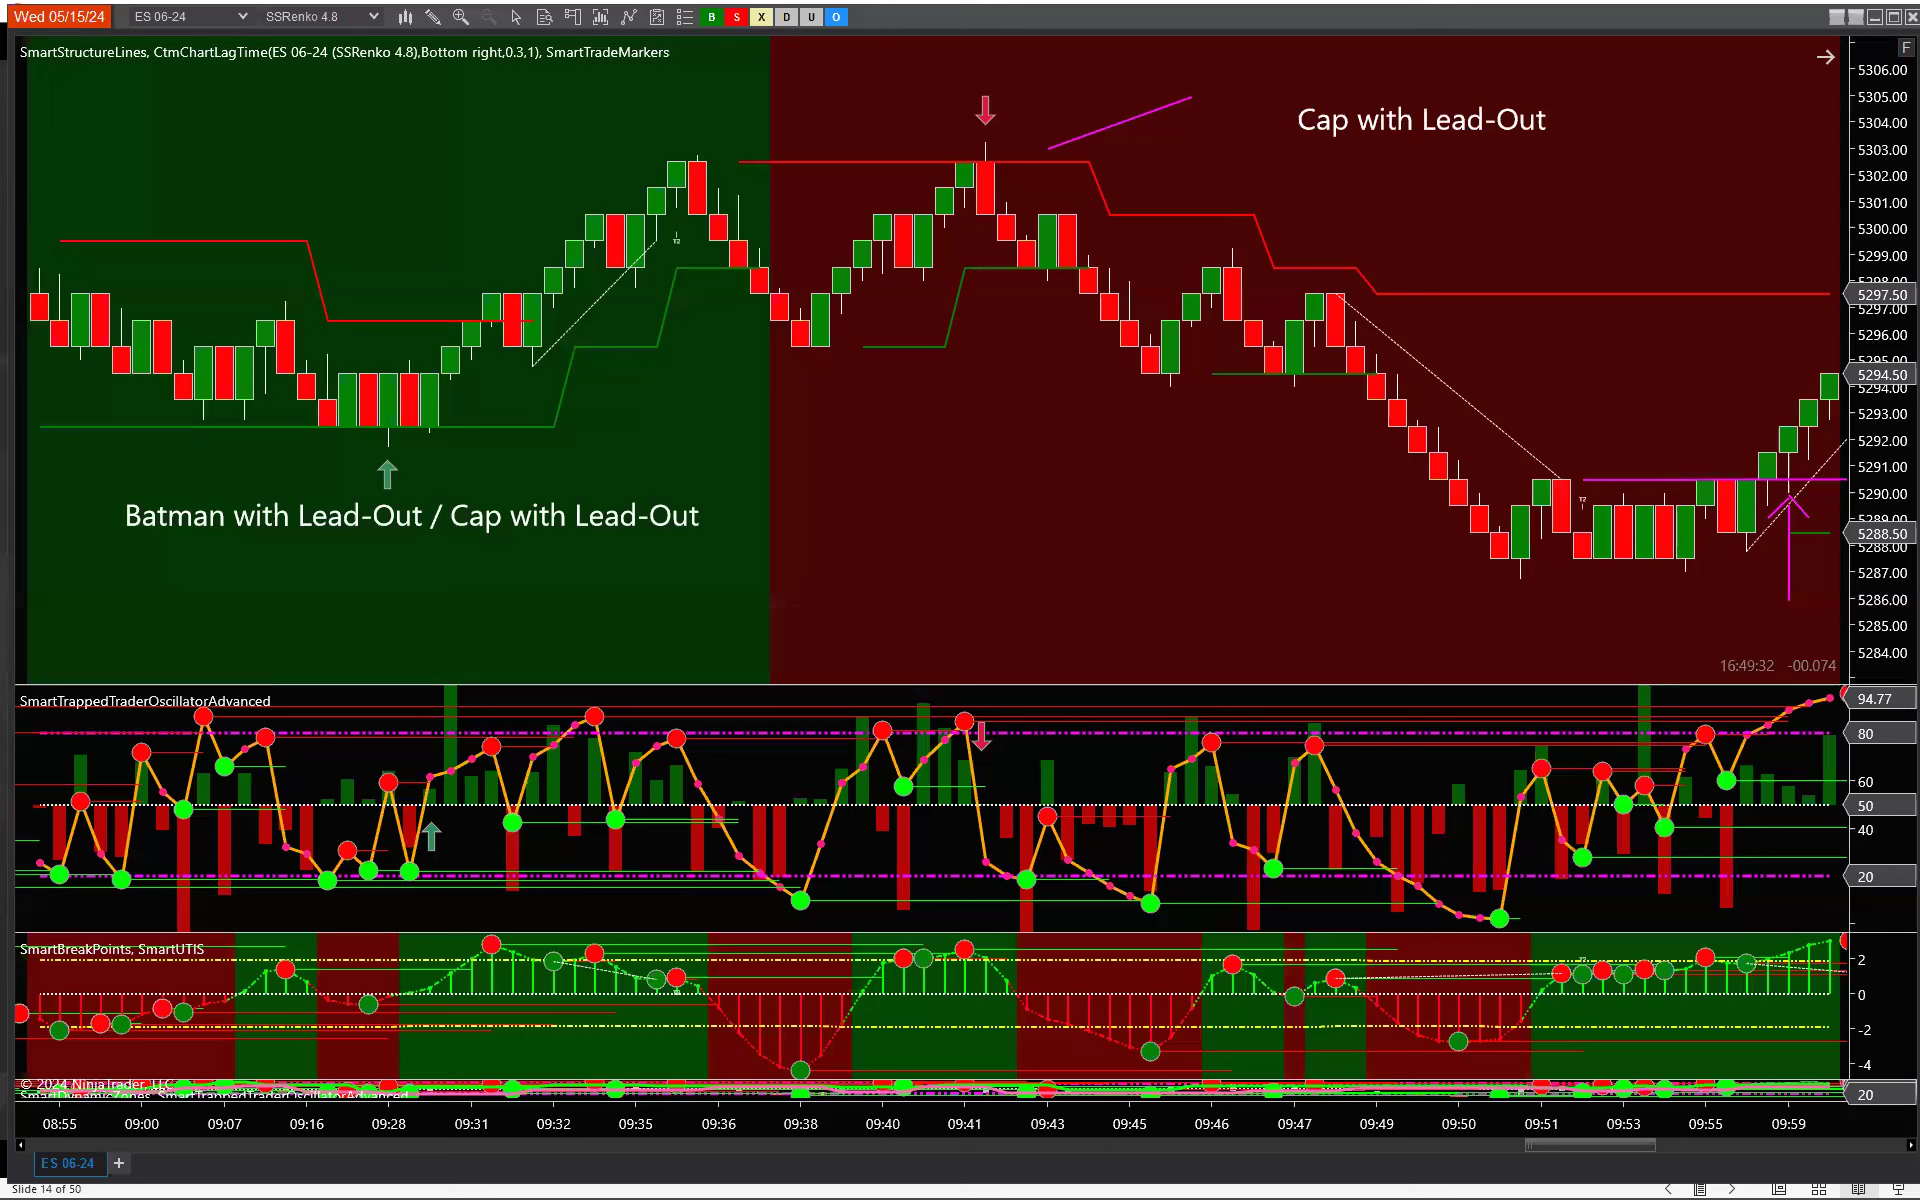 Wed 05/15/24
ES 06-24
SSRenko 4.8
B
S
X
D
U
O
SmartStructureLines, CtmChartLagTime(ES 06-24 (SSRenko 4.8),Bottom right,0.3,1), SmartTradeMarkers
F
Cap with Lead-Out
Batman with Lead-Out / Cap with Lead-Out
T2
T2
5306.00
5305.00
5304.00
5303.00
5302.00
5301.00
5300.00
5299.00
5297.50
5297.00
5296.00
5294.50
5294.00
5293.00
5292.00
5291.00
5290.00
5288.50
5288.00
5287.00
5286.00
5285.00
5284.00
16:49:32 -00.074
SmartTrappedTraderOscillatorAdvanced
94.77
80
60
50
40
20
SmartBreakPoints, SmartUTIS
2
0
-2
-4
© 2024 NinjaTrader, LLC
SmartDynamicZones, SmartTrappedTraderOscillatorAdvanced
20
08:55 09:00 09:07 09:16 09:28 09:31 09:32 09:35 09:36 09:38 09:40 09:41 09:43 09:45 09:46 09:47 09:49 09:50 09:51 09:53 09:55 09:59
ES 06-24
+
Slide 14 of 50